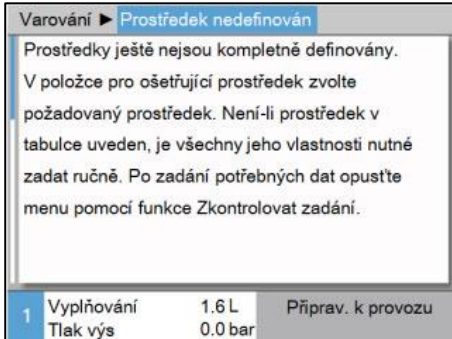 Varování ► Prostředek nedefinován
Prostředky ještě nejsou kompletně definovány.
V položce pro ošetřující prostředek zvolte
požadovaný prostředek. Není-li prostředek v
tabulce uveden, je všechny jeho vlastnosti nutné
zadat ručně. Po zadání potřebných dat opusťte
menu pomocí funkce Zkontrolovat zadání.
1 Vyplňování 1.6 L Připrav. k provozu
Tlak výs 0.0 bar